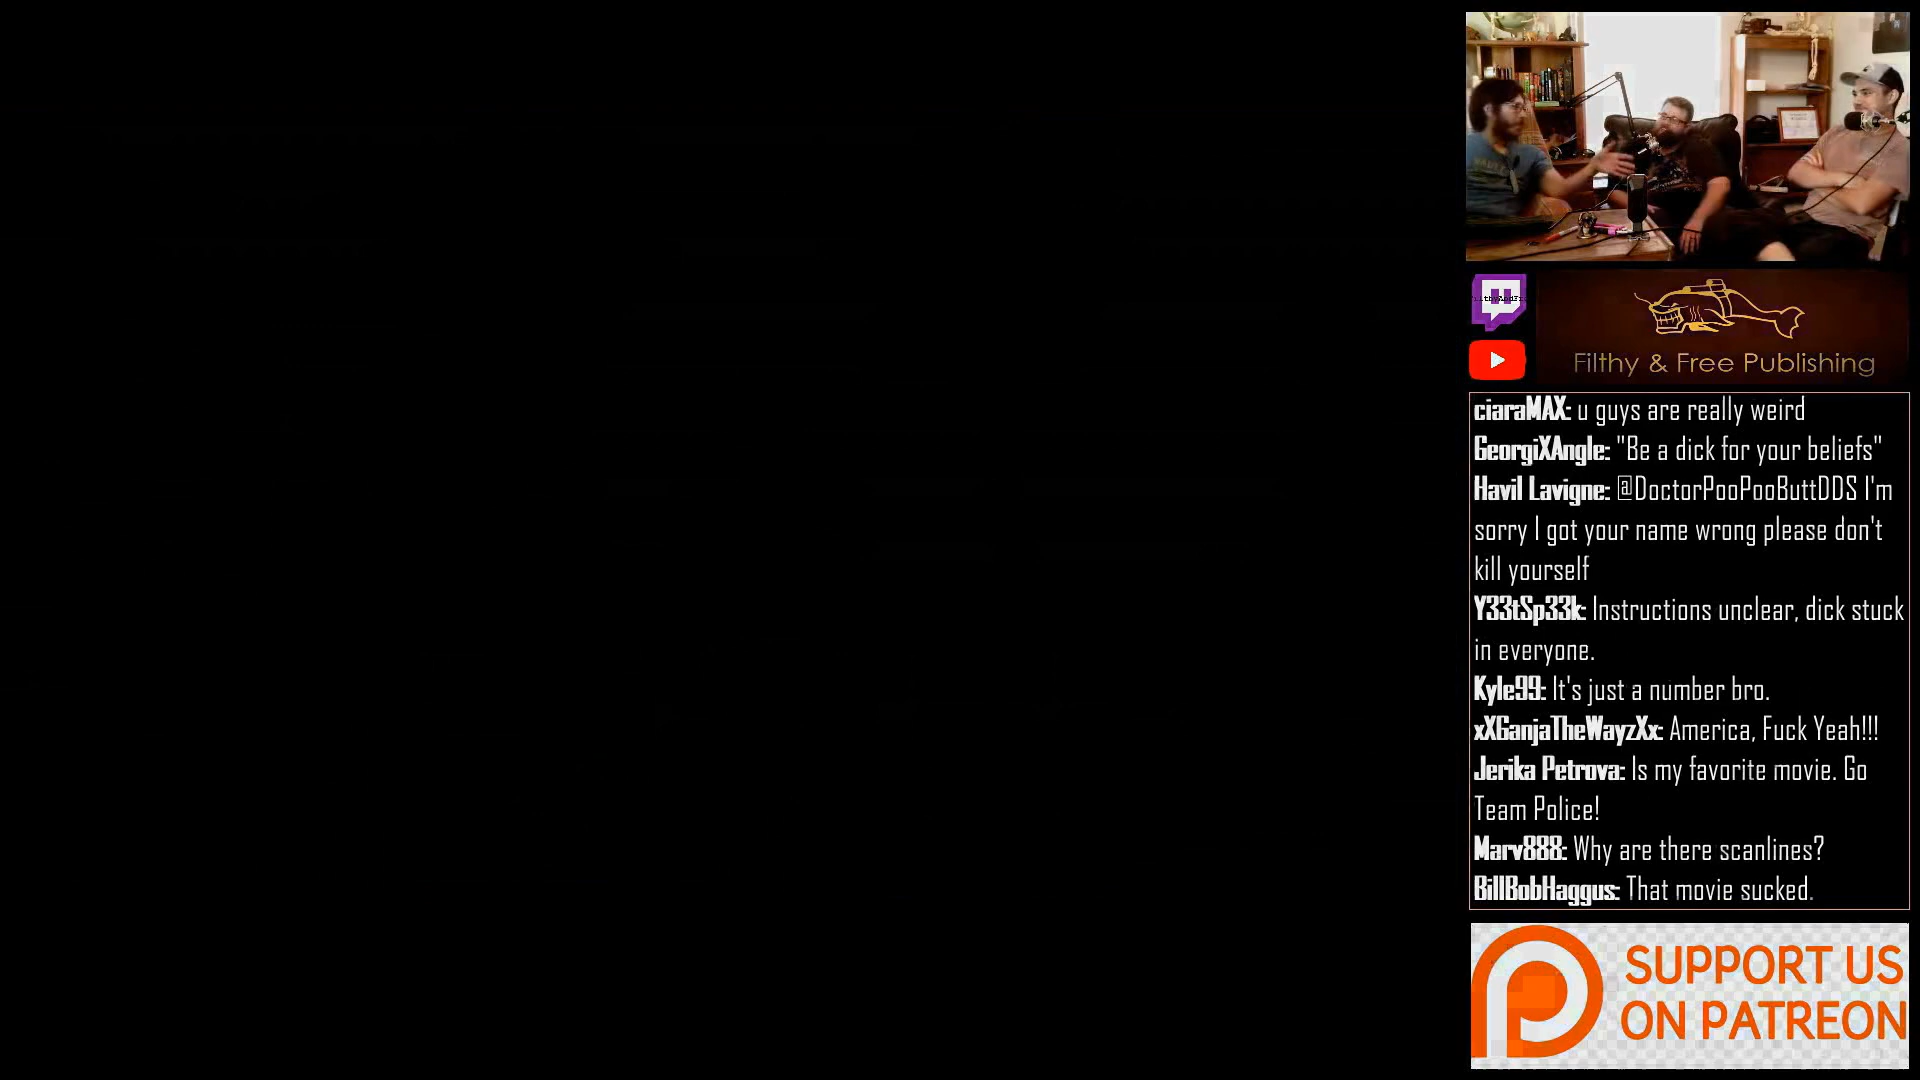 Filthy & Free Publishing
ciaraMAX: u guys are really weird
GeorgiXAngle: "Be a dick for your beliefs"
Havil Lavigne: @DoctorPooPooButtDDS I'm
sorry I got your name wrong please don't
kill yourself
Y33tSp33k: Instructions unclear, dick stuck
in everyone.
Kyle99: It's just a number bro.
xXGanjaTheWayzXx: America, Fuck Yeah!!!
Jerika Petrova: Is my favorite movie. Go
Team Police!
Marv888: Why are there scanlines?
BillBobHaggus: That movie sucked.
SUPPORT US
ON PATREON